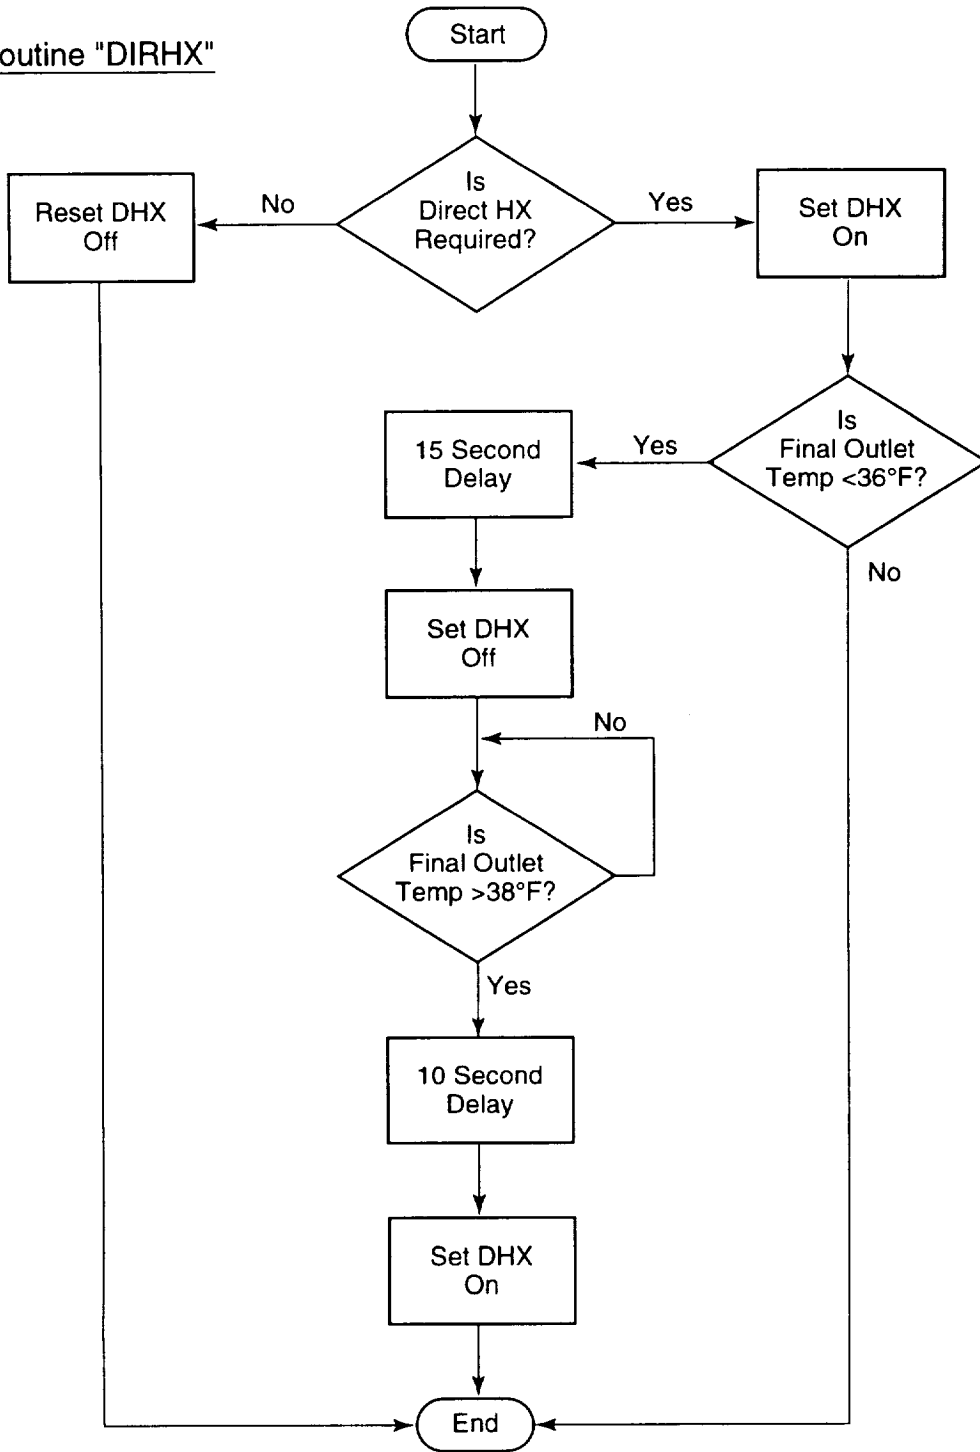 outine "DIRHX"
Start
Is
Direct HX
Required?
No
Yes
Reset DHX
Off
Set DHX
On
Is
Final Outlet
Temp <36°F?
Yes
No
15 Second
Delay
Set DHX
Off
No
Is
Final Outlet
Temp >38°F?
Yes
10 Second
Delay
Set DHX
On
End